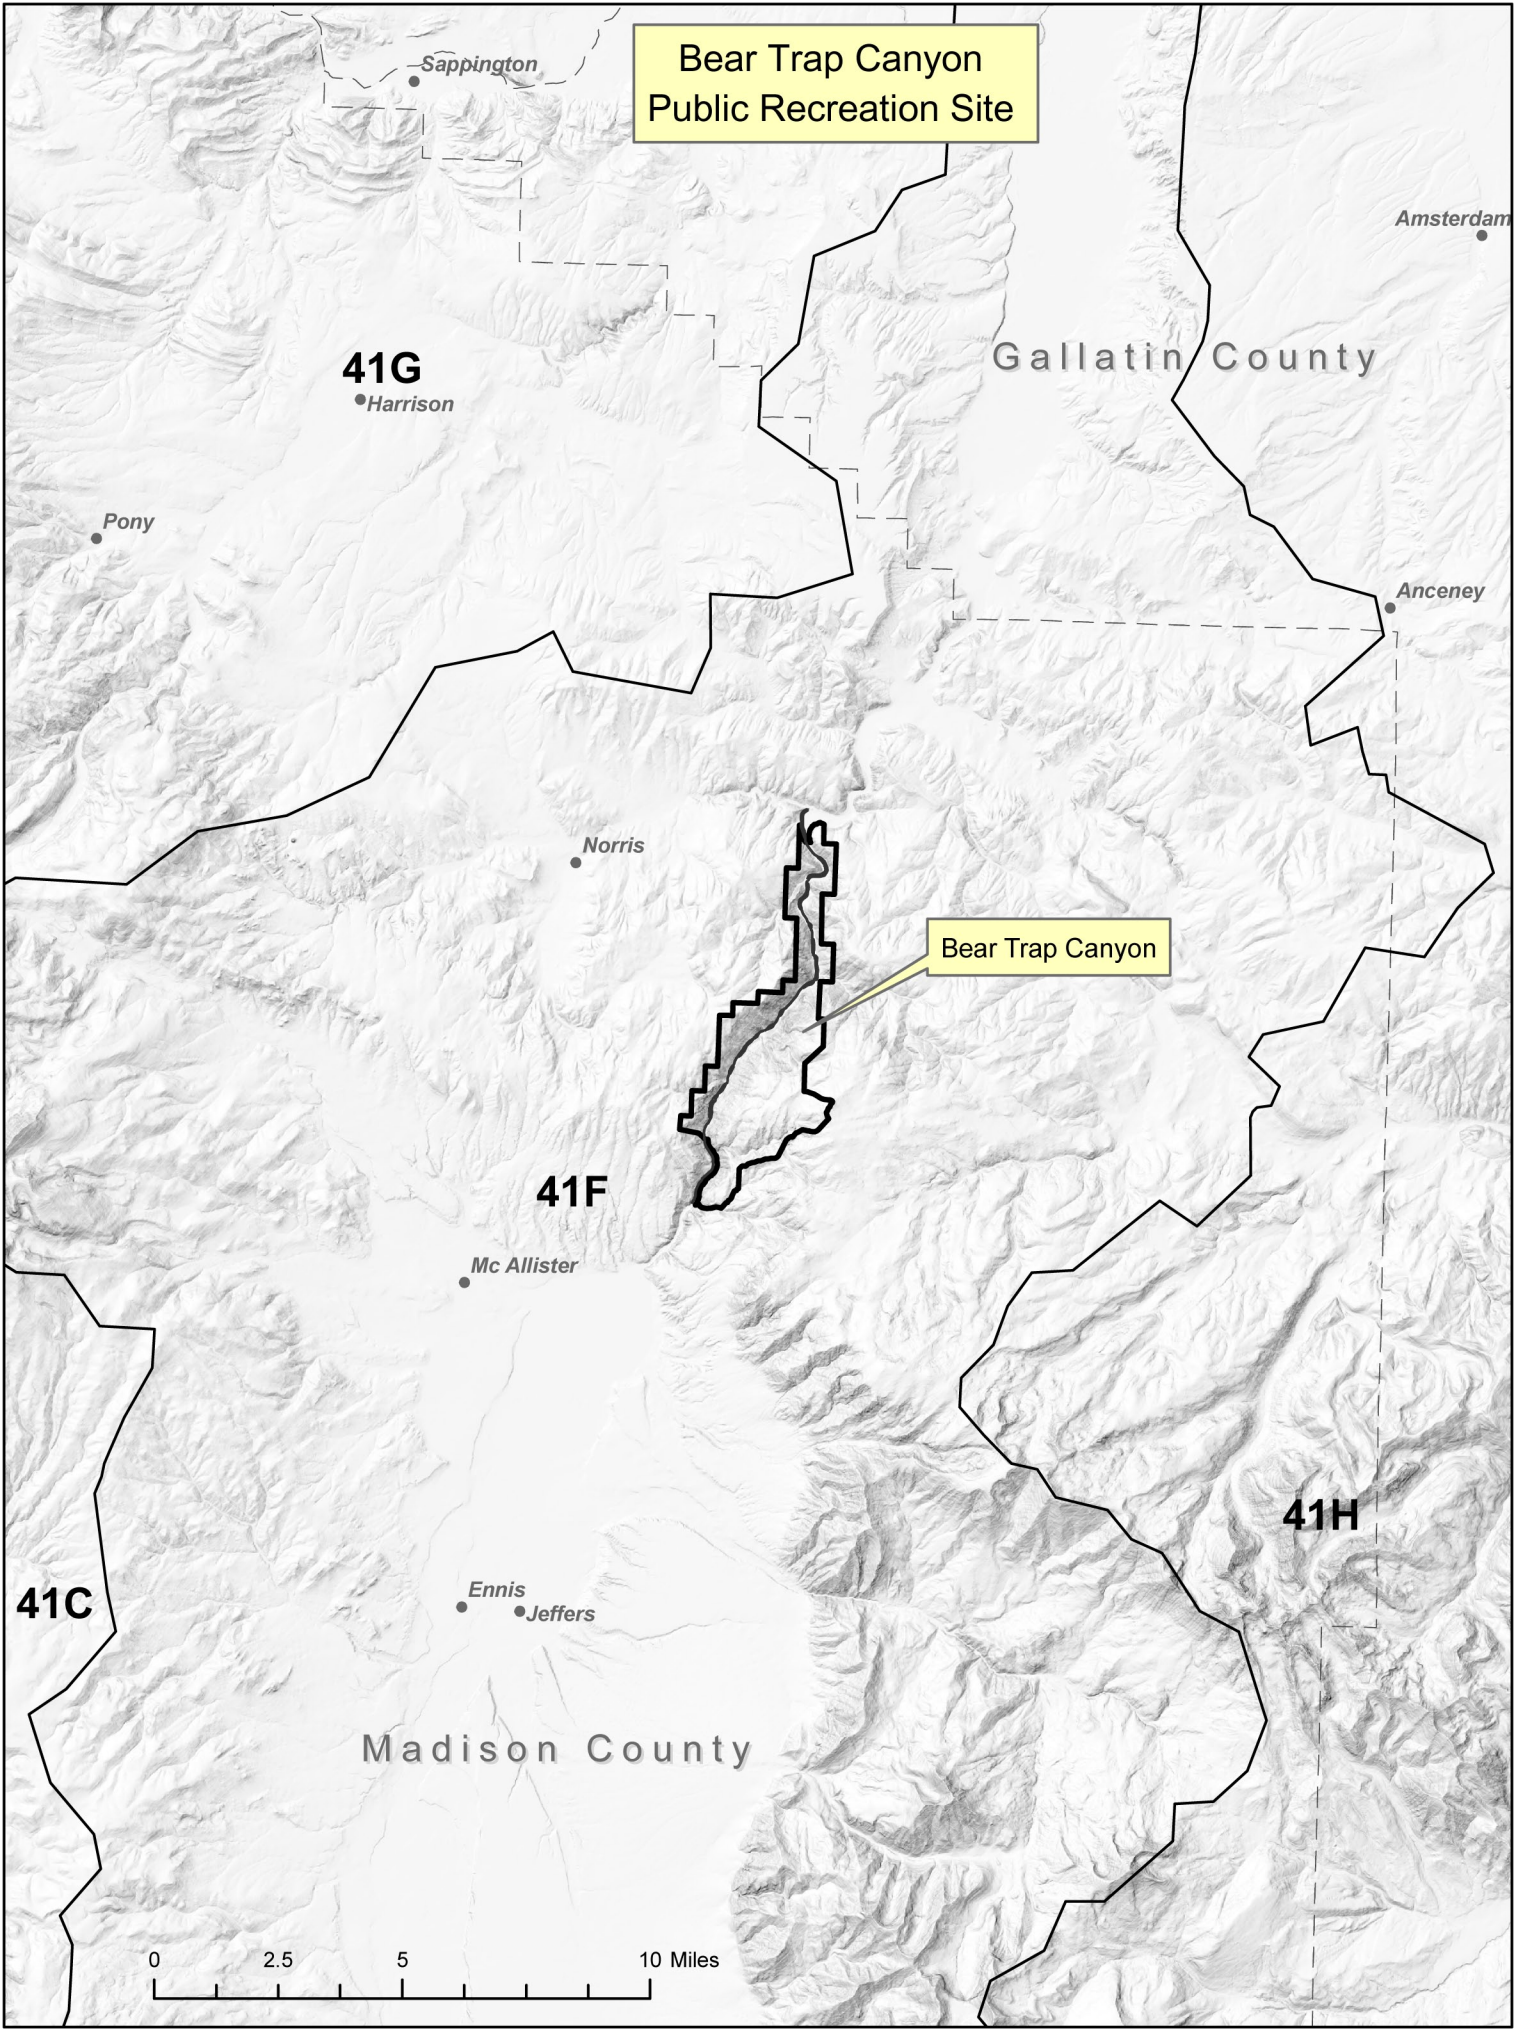 Bear Trap Canyon
Public Recreation Site
Sappington
Amsterdam
Gallatin County
41G
Harrison
Pony
Anceney
Norris
Bear Trap Canyon
41F
Mc Allister
41H
41C
Ennis
Jeffers
Madison County
0 2.5 5 10 Miles